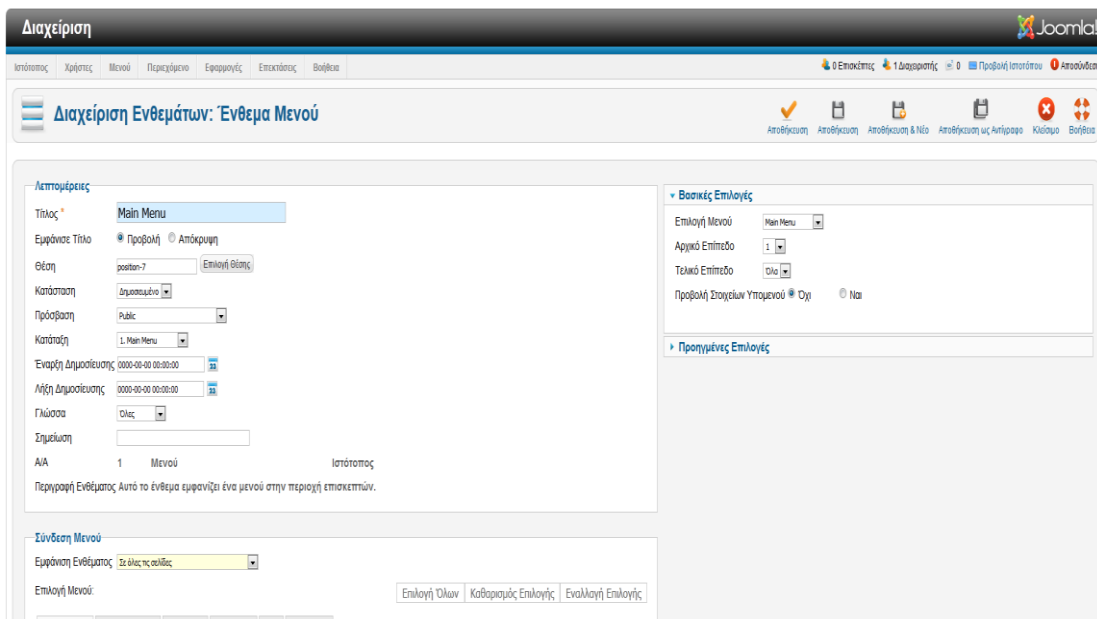 Διαχείριση
Joomla!
Ιστότοπος Χρήστες Μενού Περιεχόμενο Εφαρμογές Επεκτάσεις Βοήθεια 0 Επισκέπτες 1 Διαχειριστής 0 Προβολή Ιστοτόπου Αποσύνδεσ
Διαχείριση Ενθεμάτων: Ένθεμα Μενού
Αποθήκευση Αποθήκευση Αποθήκευση & Νέο Αποθήκευση ως Αντίγραφο Κλείσιμο Βοήθεια
Λεπτομέρειες
Τίτλος * Main Menu
Εμφάνισε Τίτλο Προβολή Απόκρυψη
Θέση position-7 Επιλογή Θέσης
Κατάσταση Δημοσιευμένο
Πρόσβαση Public
Κατάταξη 1. Main Menu
Έναρξη Δημοσίευσης 0000-00-00 00:00:00
Λήξη Δημοσίευσης 0000-00-00 00:00:00
Γλώσσα Όλες
Σημείωση
Α/Α 1 Μενού Ιστότοπος
Περιγραφή Ενθέματος Αυτό το ένθεμα εμφανίζει ένα μενού στην περιοχή επισκεπτών.
Σύνδεση Μενού
Εμφάνιση Ενθέματος Σε όλες τις σελίδες
Επιλογή Μενού:
Επιλογή Όλων Καθαρισμός Επιλογής Εναλλαγή Επιλογής
Βασικές Επιλογές
Επιλογή Μενού Main Menu
Αρχικό Επίπεδο 1
Τελικό Επίπεδο Όλα
Προβολή Στοιχείων Υπομενού Όχι Ναι
Προηγμένες Επιλογές